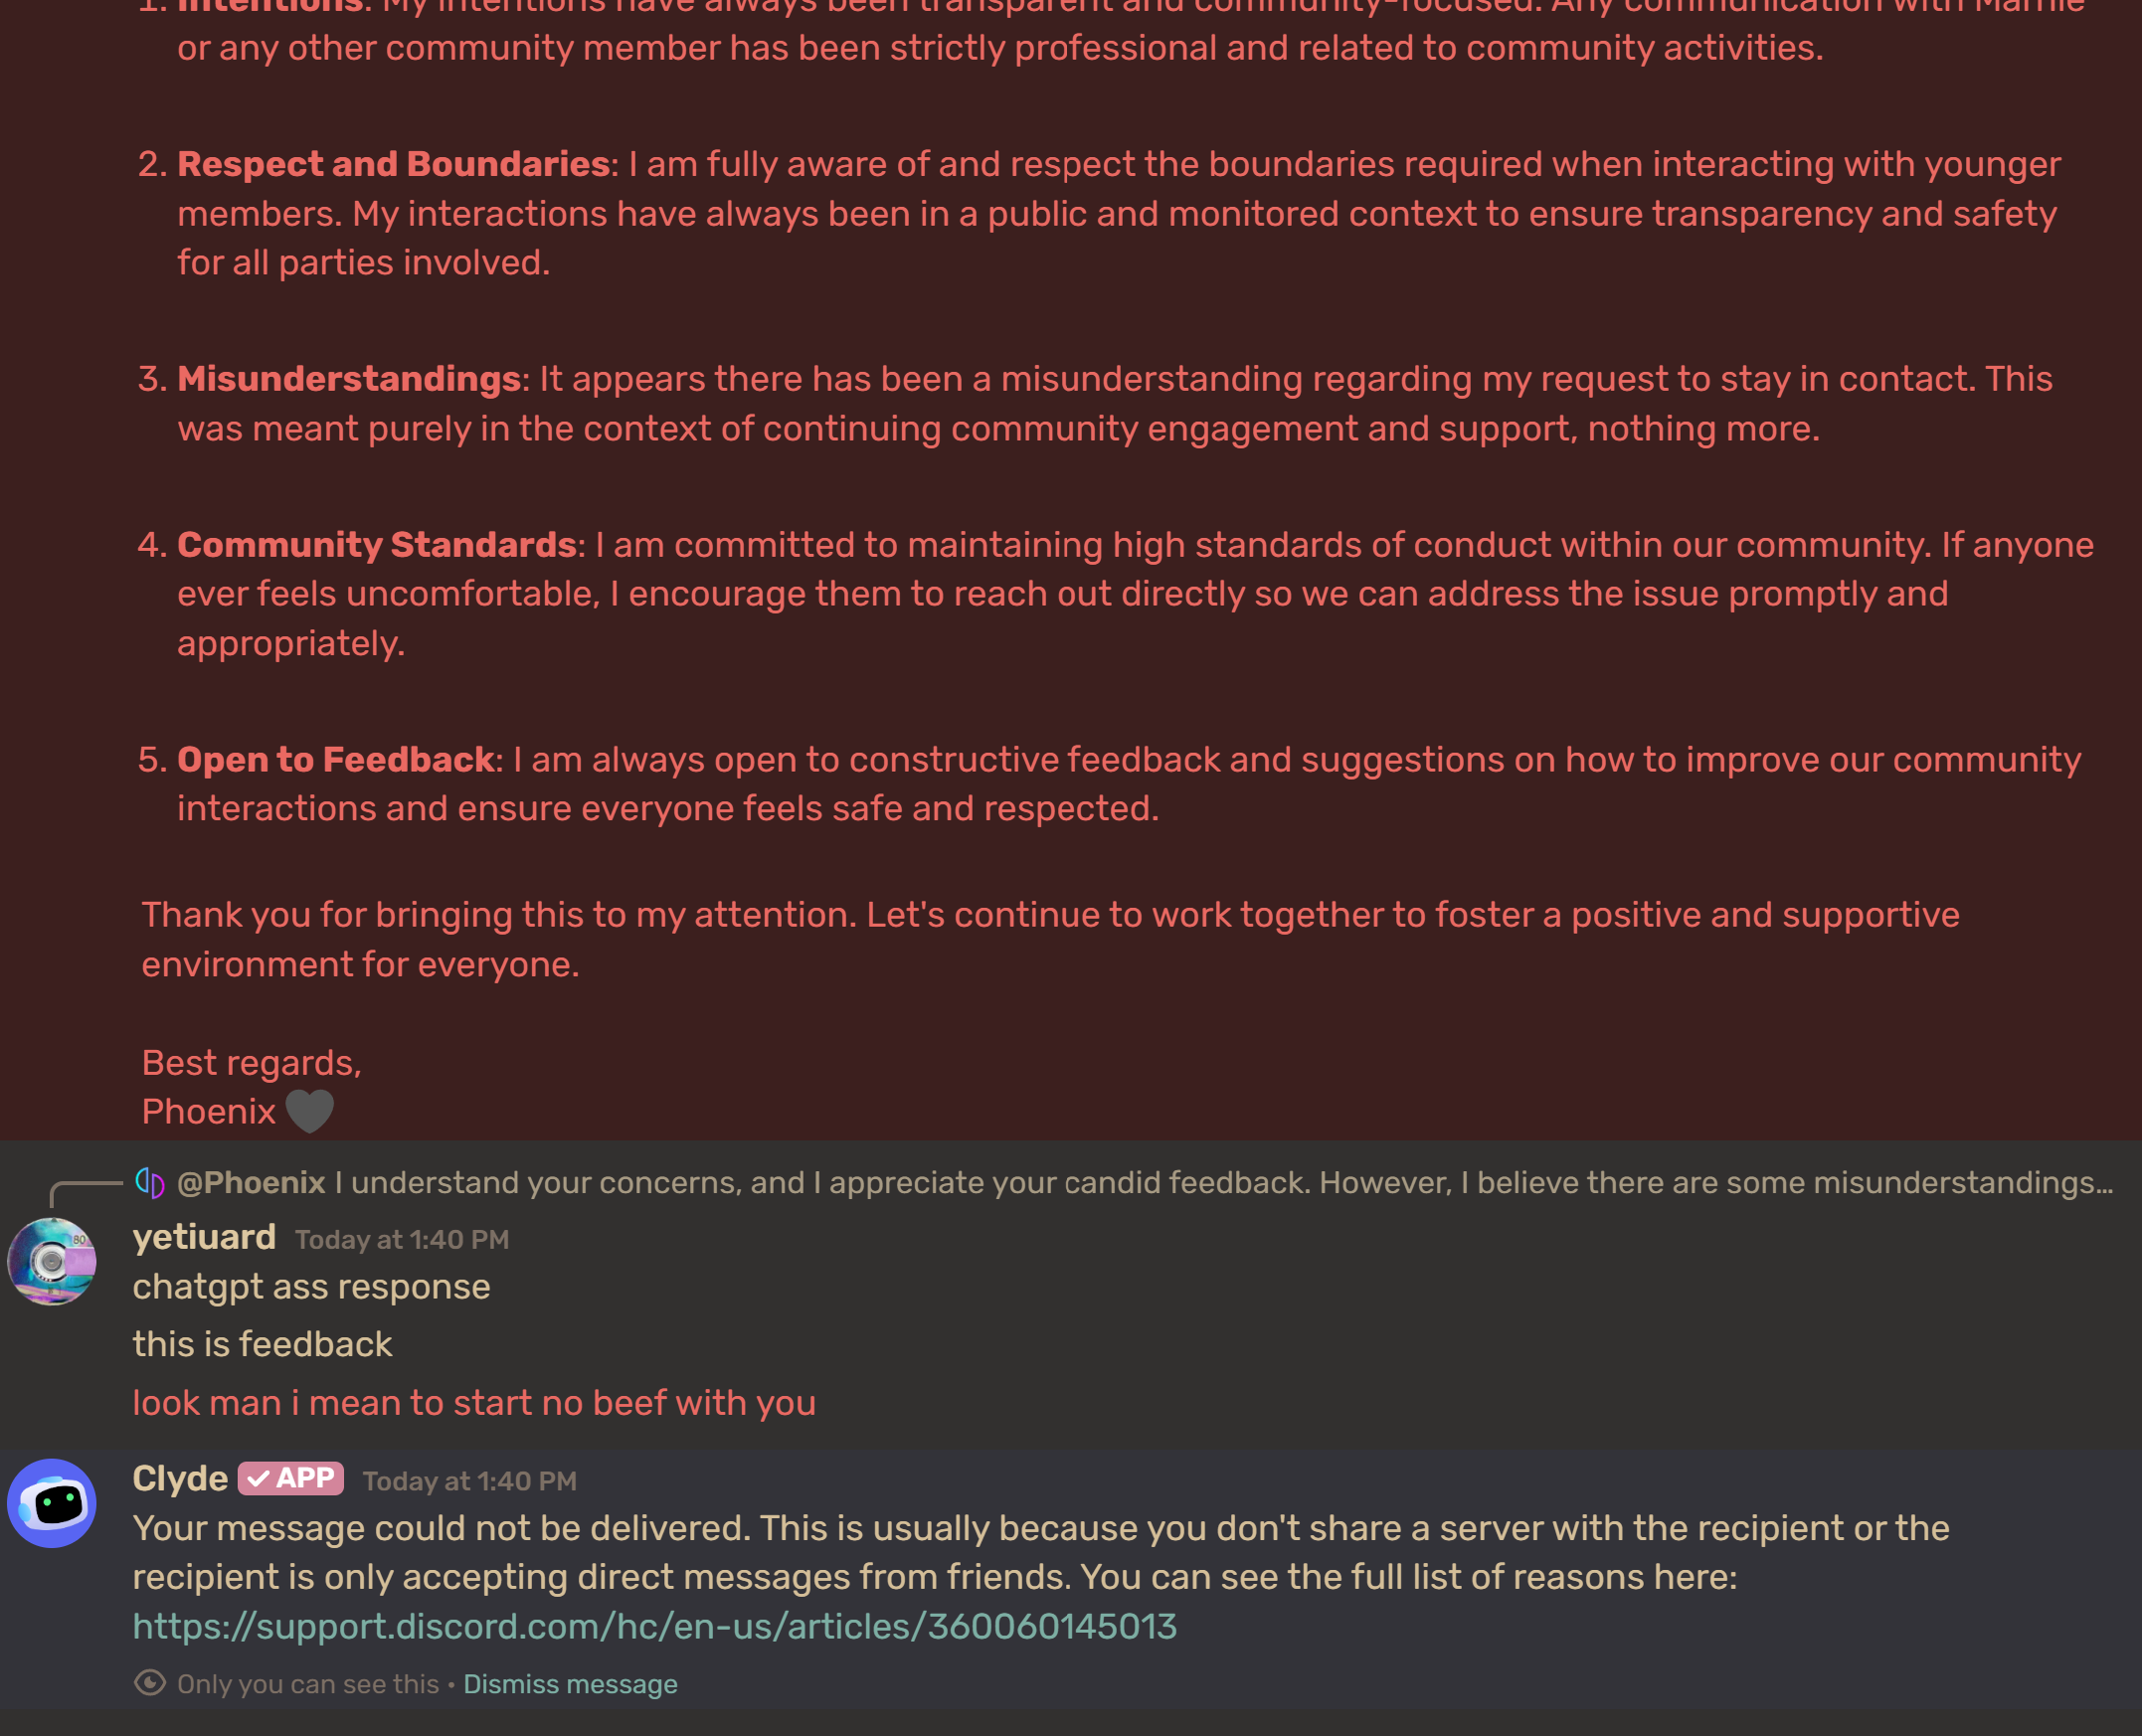 1. Intentions: My intentions have always been transparent and community-focused. Any communication with Marnie
or any other community member has been strictly professional and related to community activities.
2. Respect and Boundaries: I am fully aware of and respect the boundaries required when interacting with younger
members. My interactions have always been in a public and monitored context to ensure transparency and safety
for all parties involved.
3. Misunderstandings: It appears there has been a misunderstanding regarding my request to stay in contact. This
was meant purely in the context of continuing community engagement and support, nothing more.
4. Community Standards: I am committed to maintaining high standards of conduct within our community. If anyone
ever feels uncomfortable, I encourage them to reach out directly so we can address the issue promptly and
appropriately.
5. Open to Feedback: I am always open to constructive feedback and suggestions on how to improve our community
interactions and ensure everyone feels safe and respected.
Thank you for bringing this to my attention. Let's continue to work together to foster a positive and supportive
environment for everyone.
Best regards,
Phoenix
@Phoenix I understand your concerns, and I appreciate your candid feedback. However, I believe there are some misunderstandings…
80
yetiuard Today at 1:40 PM
chatgpt ass response
this is feedback
look man i mean to start no beef with you
Clyde APP Today at 1:40 PM
Your message could not be delivered. This is usually because you don't share a server with the recipient or the
recipient is only accepting direct messages from friends. You can see the full list of reasons here:
https://support.discord.com/hc/en-us/articles/360060145013
Only you can see this • Dismiss message